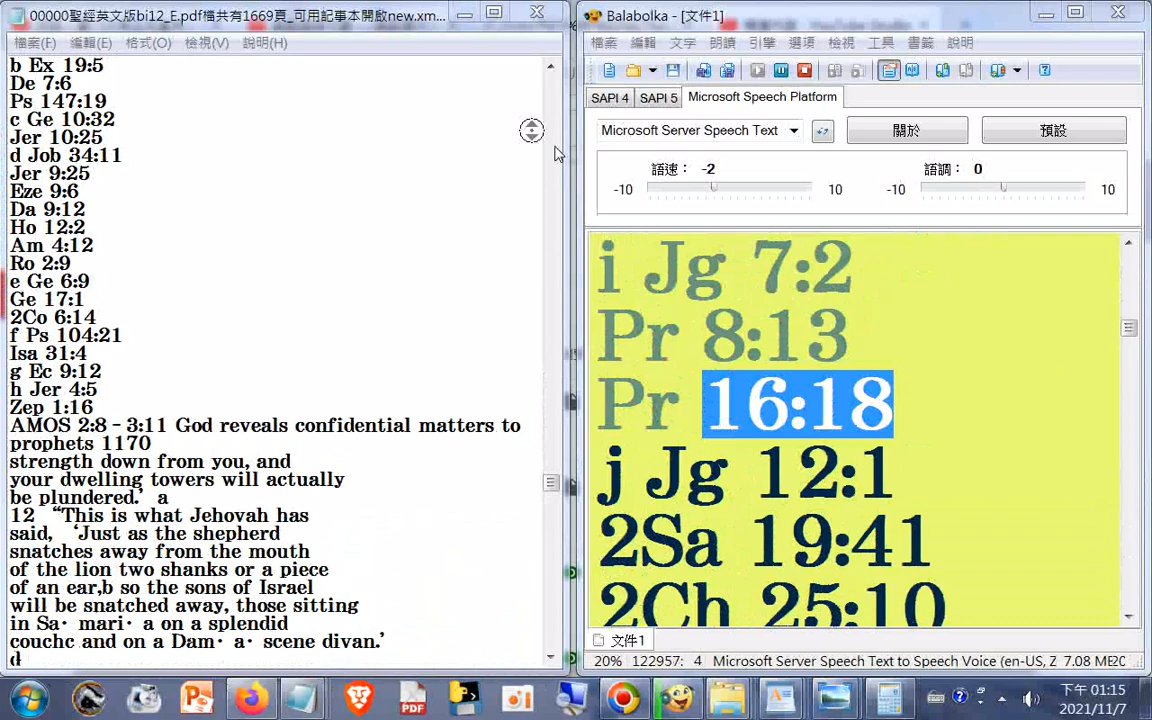 00000聖經英文版bi12_E.pdf檔共有1669頁_可用記事本開啟new.xm...
檔案(F) 編輯(E) 格式(O) 檢視(V) 說明(H)
b Ex 19:5
De 7:6
Ps 147:19
c Ge 10:32
Jer 10:25
d Job 34:11
Jer 9:25
Eze 9:6
Da 9:12
Ho 12:2
Am 4:12
Ro 2:9
e Ge 6:9
Ge 17:1
2Co 6:14
f Ps 104:21
Isa 31:4
g Ec 9:12
h Jer 4:5
Zep 1:16
AMOS 2:8–3:11 God reveals confidential matters to
prophets 1170
strength down from you, and
your dwelling towers will actually
be plundered.’ a
12 “This is what Jehovah has
said, ‘Just as the shepherd
snatches away from the mouth
of the lion two shanks or a piece
of an ear,b so the sons of Israel
will be snatched away, those sitting
in Sa· mari· a on a splendid
couchc and on a Dam· a· scene divan.’
d
Balabolka - [文件1]
檔案 編輯 文字 朗讀 引擎 選項 檢視 工具 書籤 說明
SAPI 4 SAPI 5 Microsoft Speech Platform
Microsoft Server Speech Text 關於 預設
語速： -2 語調： 0
-10 10 -10 10
i Jg 7:2
Pr 8:13
Pr 16:18
j Jg 12:1
2Sa 19:41
2Ch 25:10
文件1
20% 122957: 4 Microsoft Server Speech Text to Speech Voice (en-US, Z 7.08 ME
下午 01:15
2021/11/7